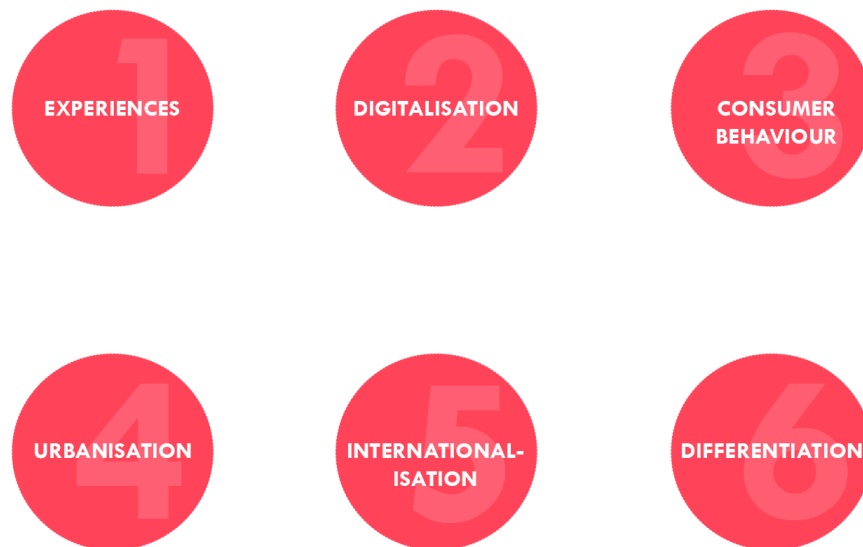 1
EXPERIENCES
2
DIGITALISATION
3
CONSUMER
BEHAVIOUR
4
URBANISATION
5
INTERNATIONAL-
ISATION
6
DIFFERENTIATION